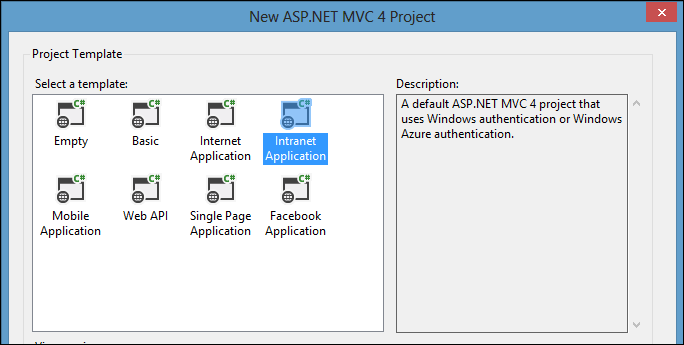 New ASP.NET MVC 4 Project
Project Template
Select a template:
Description:
C# C# C# C#
Empty Basic Internet Application Intranet Application
C# C# C# C#
Mobile Application Web API Single Page Application Facebook Application
A default ASP.NET MVC 4 project that
uses Windows authentication or Windows
Azure authentication.